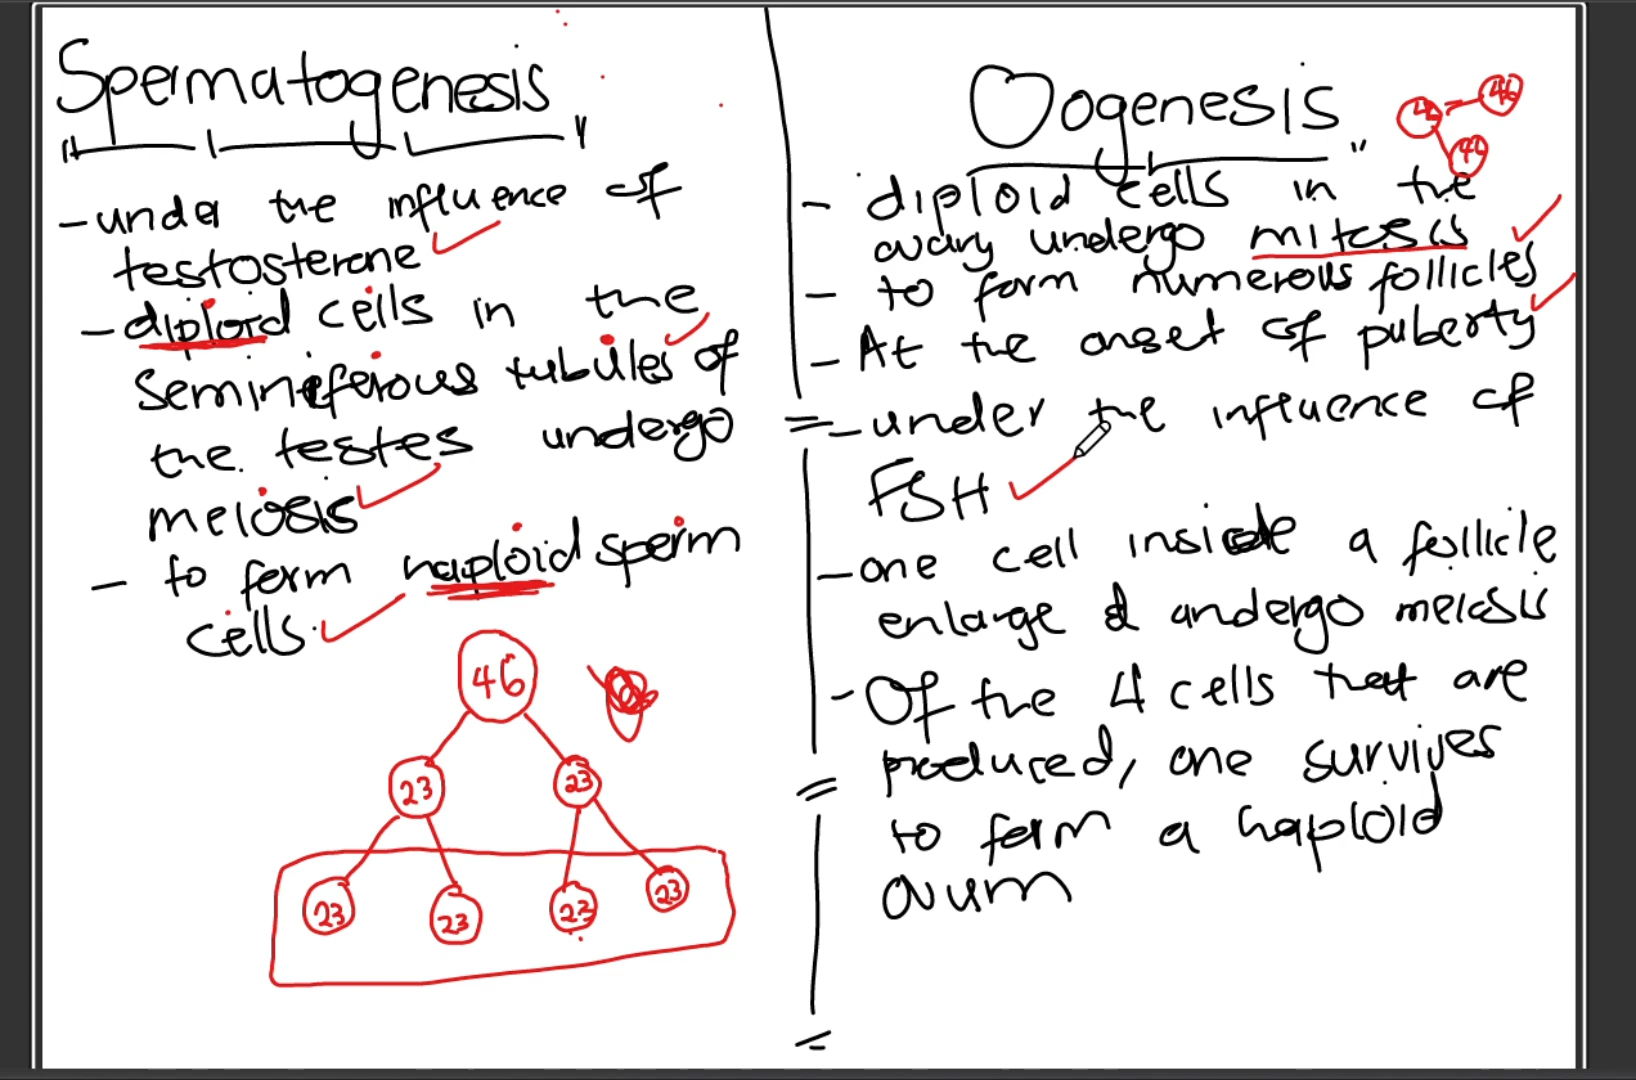 Spermatogenesis
- under the influence of
testosterone
- diploid cells in the
seminiferous tubules of
the testes undergo
meiosis
- to form haploid sperm
cells.
46
23 23
23 23 23 23
Oogenesis
46
46
- diploid cells in the
ovary undergo mitosis
- to form numerous follicles
- At the onset of puberty
- under the influence of
FSH
- one cell inside a follicle
enlarge & undergo meiosis
- Of the 4 cells that are
produced, one survives
to form a haploid
ovum